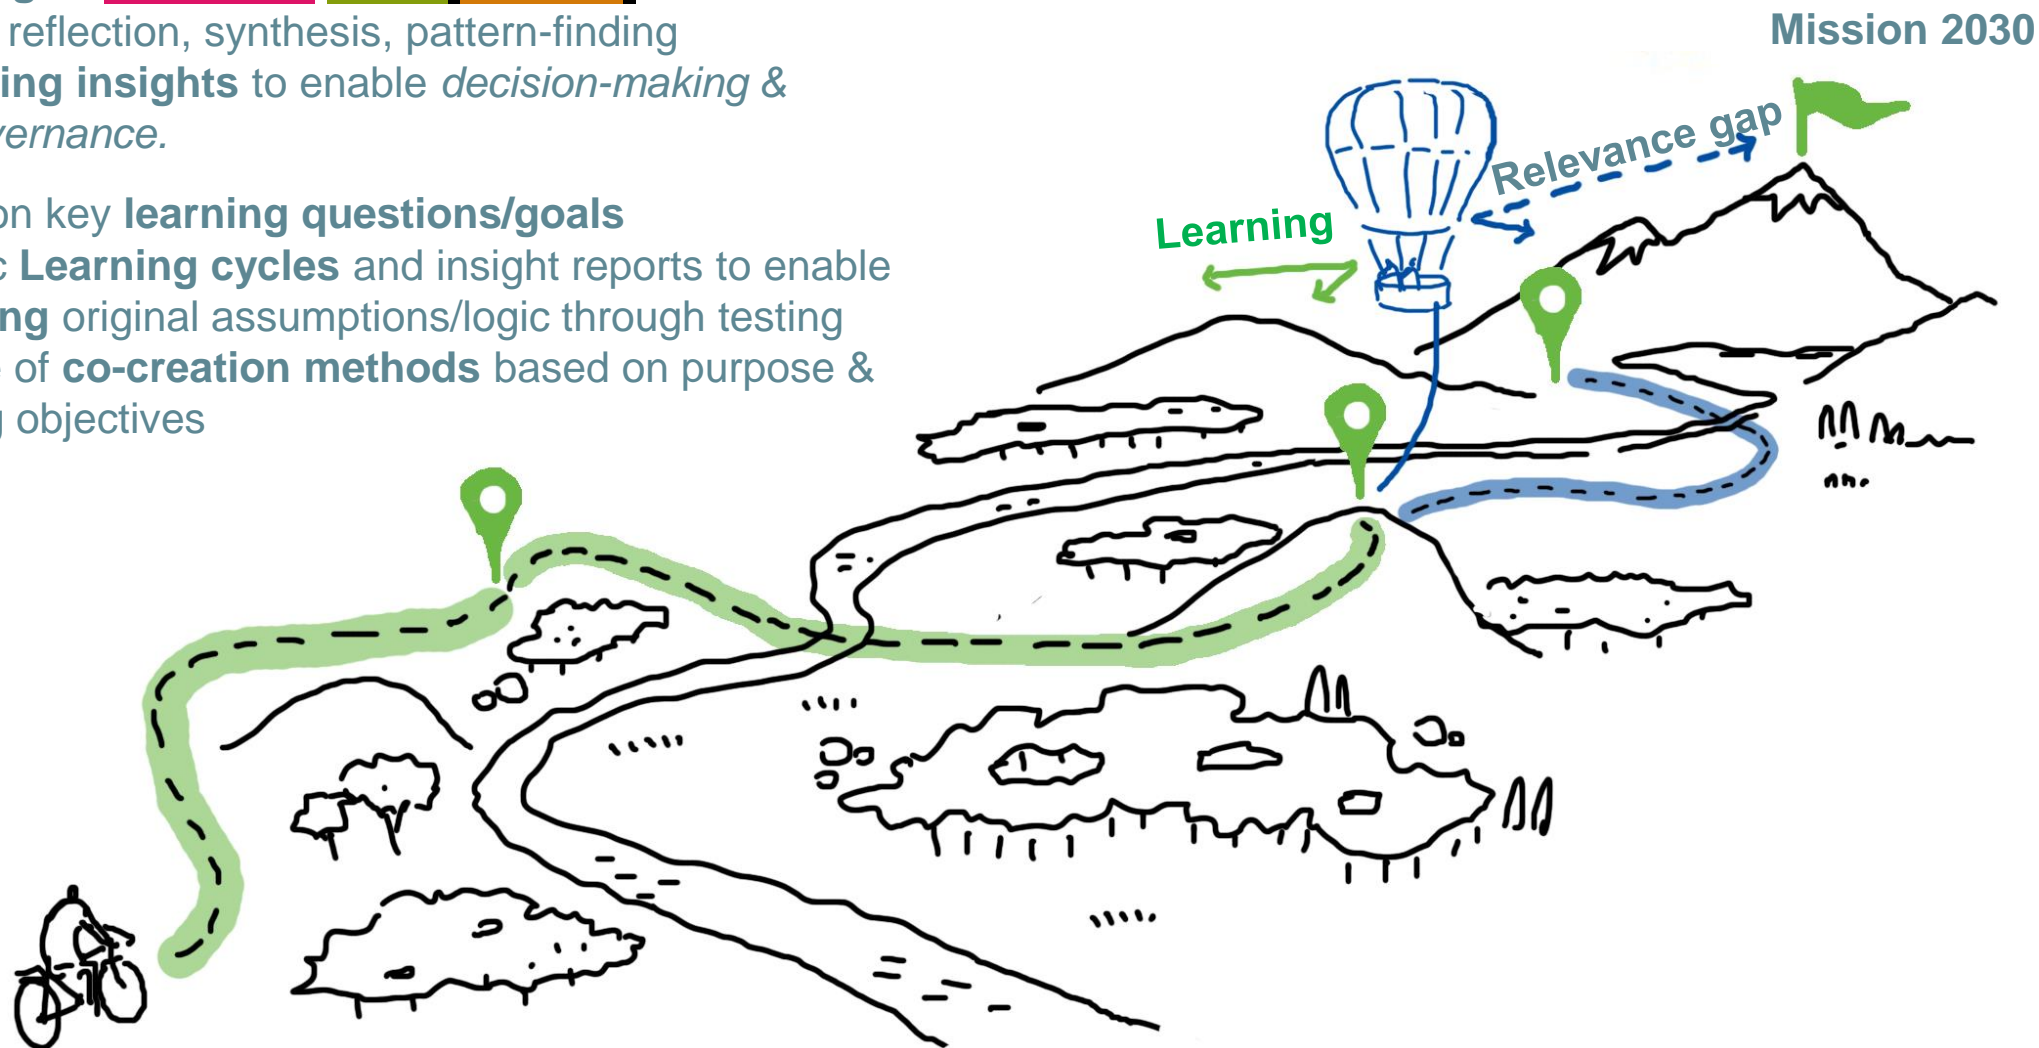 reflection, synthesis, pattern-finding
ing insights to enable decision-making &
vernance.
on key learning questions/goals
c Learning cycles and insight reports to enable
ng original assumptions/logic through testing
of co-creation methods based on purpose &
g objectives
Mission 2030
Relevance gap
Learning